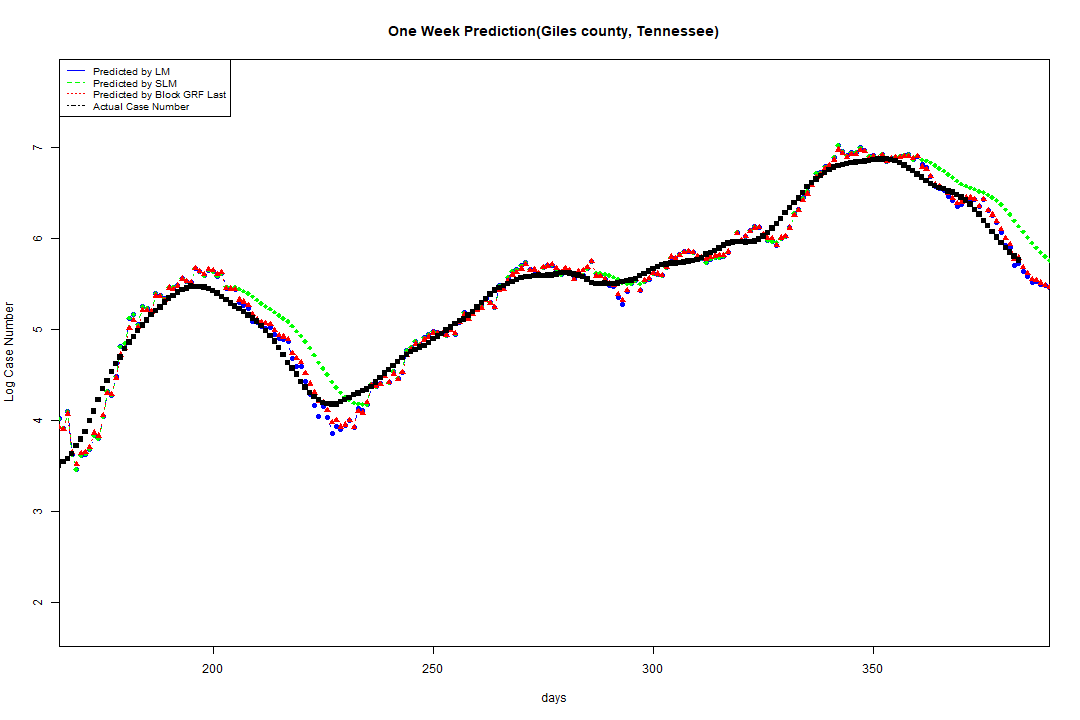 One Week Prediction(Giles county, Tennessee)
Predicted by LM
Predicted by SLM
Predicted by Block GRF Last
Actual Case Number
7
6
5
4
3
2
Log Case Number
200 250 300 350
days